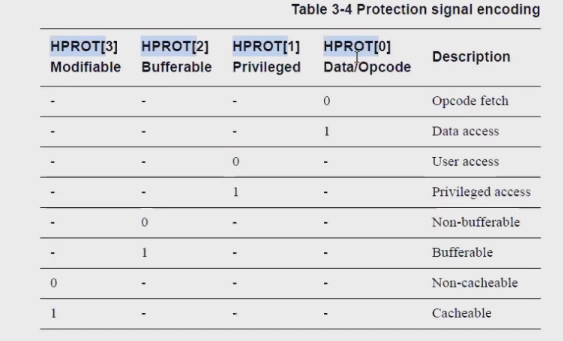 Table 3-4 Protection signal encoding
HPROT[3] HPROT[2] HPROT[1] HPROT[0]
Modifiable Bufferable Privileged Data/Opcode Description
- - - 0 Opcode fetch
- - - 1 Data access
- - 0 - User access
- - 1 - Privileged access
- 0 - - Non-bufferable
- 1 - - Bufferable
0 - - - Non-cacheable
1 - - - Cacheable